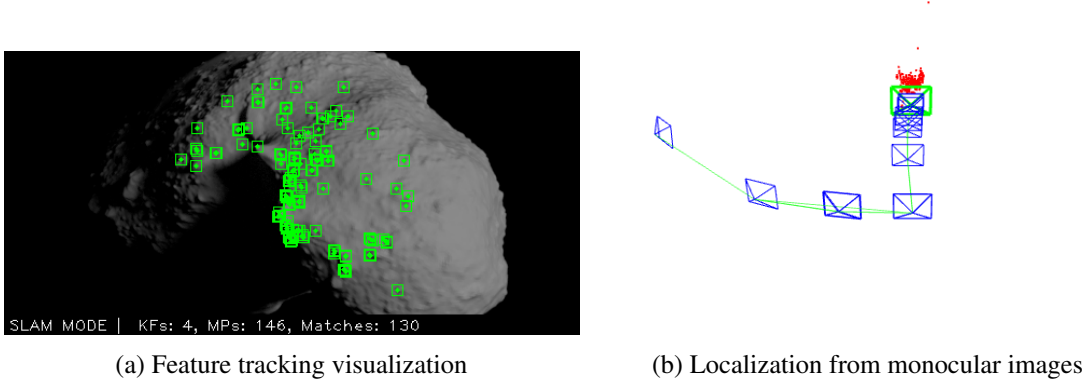 SLAM MODE | KFs: 4, MPs: 146, Matches: 130
(a) Feature tracking visualization
(b) Localization from monocular images